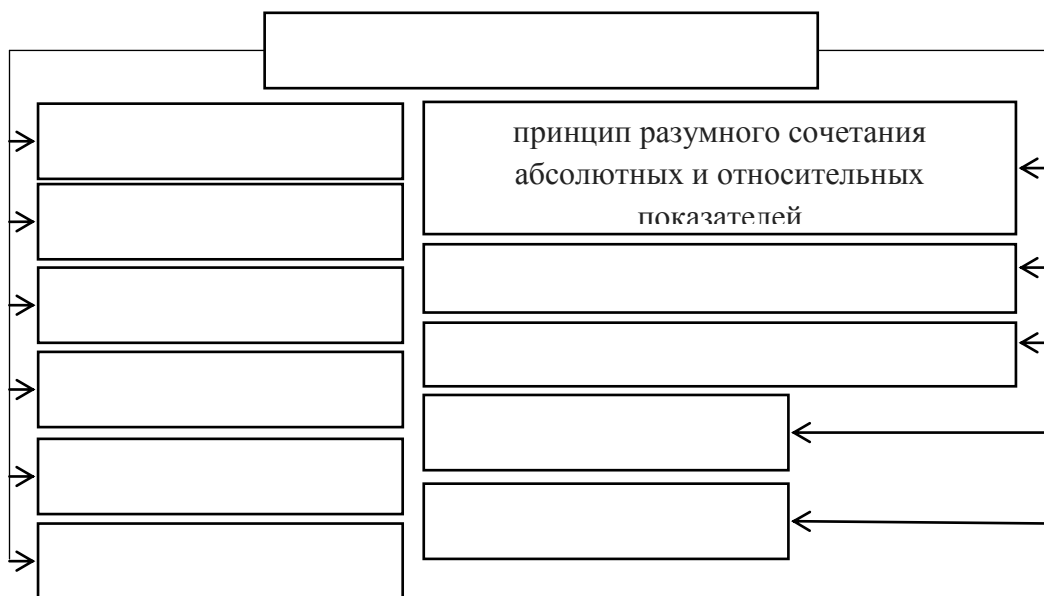 принцип разумного сочетания
абсолютных и относительных
показателей